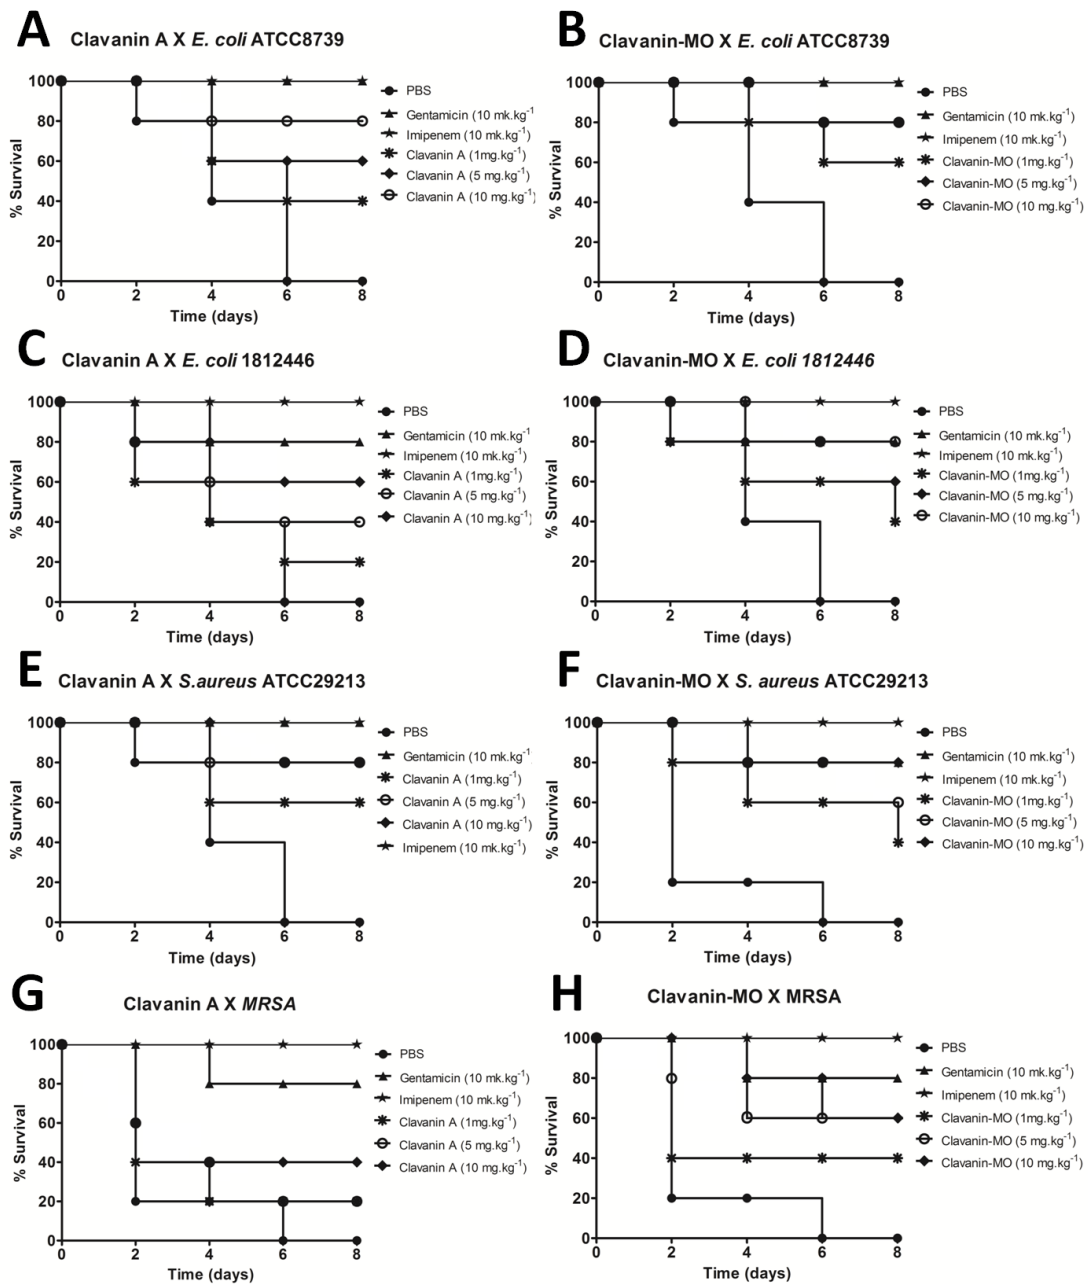 A
Clavanin A X E. coli ATCC8739
% Survival
100
80
60
40
20
0
0 2 4 6 8
Time (days)
PBS
Gentamicin (10 mk.kg-1
Imipenem (10 mk.kg-1)
Clavanin A (1mg.kg-1)
Clavanin A (5 mg.kg-1)
Clavanin A (10 mg.kg-1)
B
Clavanin-MO X E. coli ATCC8739
% Survival
100
80
60
40
20
0
0 2 4 6 8
Time (days)
PBS
Gentamicin (10 mk.kg-1)
Imipenem (10 mk.kg-1)
Clavanin-MO (1mg.kg-1)
Clavanin-MO (5 mg.kg-1)
Clavanin-MO (10 mg.kg-1)
C
Clavanin A X E. coli 1812446
% Survival
100
80
60
40
20
0
0 2 4 6 8
Time (days)
PBS
Gentamicin (10 mk.kg-1
Imipenem (10 mk.kg-1)
Clavanin A (1mg.kg-1)
Clavanin A (5 mg.kg-1)
Clavanin A (10 mg.kg-1)
D
Clavanin-MO X E. coli 1812446
% Survival
100
80
60
40
20
0
0 2 4 6 8
Time (days)
PBS
Gentamicin (10 mk.kg-1)
Imipenem (10 mk.kg-1)
Clavanin-MO (1mg.kg-1)
Clavanin-MO (5 mg.kg-1)
Clavanin-MO (10 mg.kg-1)
E
Clavanin A X S.aureus ATCC29213
% Survival
100
80
60
40
20
0
0 2 4 6 8
Time (days)
PBS
Gentamicin (10 mk.kg-1
Clavanin A (1mg.kg-1)
Clavanin A (5 mg.kg-1)
Clavanin A (10 mg.kg-1)
Imipenem (10 mk.kg-1)
F
Clavanin-MO X S. aureus ATCC29213
% Survival
100
80
60
40
20
0
0 2 4 6 8
Time (days)
PBS
Gentamicin (10 mk.kg-1)
Imipenem (10 mk.kg-1)
Clavanin-MO (1mg.kg-1)
Clavanin-MO (5 mg.kg-1)
Clavanin-MO (10 mg.kg-1)
G
Clavanin A X MRSA
% Survival
100
80
60
40
20
0
0 2 4 6 8
Time (days)
PBS
Gentamicin (10 mk.kg-1)
Imipenem (10 mk.kg-1)
Clavanin A (1mg.kg-1)
Clavanin A (5 mg.kg-1)
Clavanin A (10 mg.kg-1)
H
Clavanin-MO X MRSA
% Survival
100
80
60
40
20
0
0 2 4 6 8
Time (days)
PBS
Gentamicin (10 mk.kg-1)
Imipenem (10 mk.kg-1)
Clavanin-MO (1mg.kg-1)
Clavanin-MO (5 mg.kg-1)
Clavanin-MO (10 mg.kg-1)